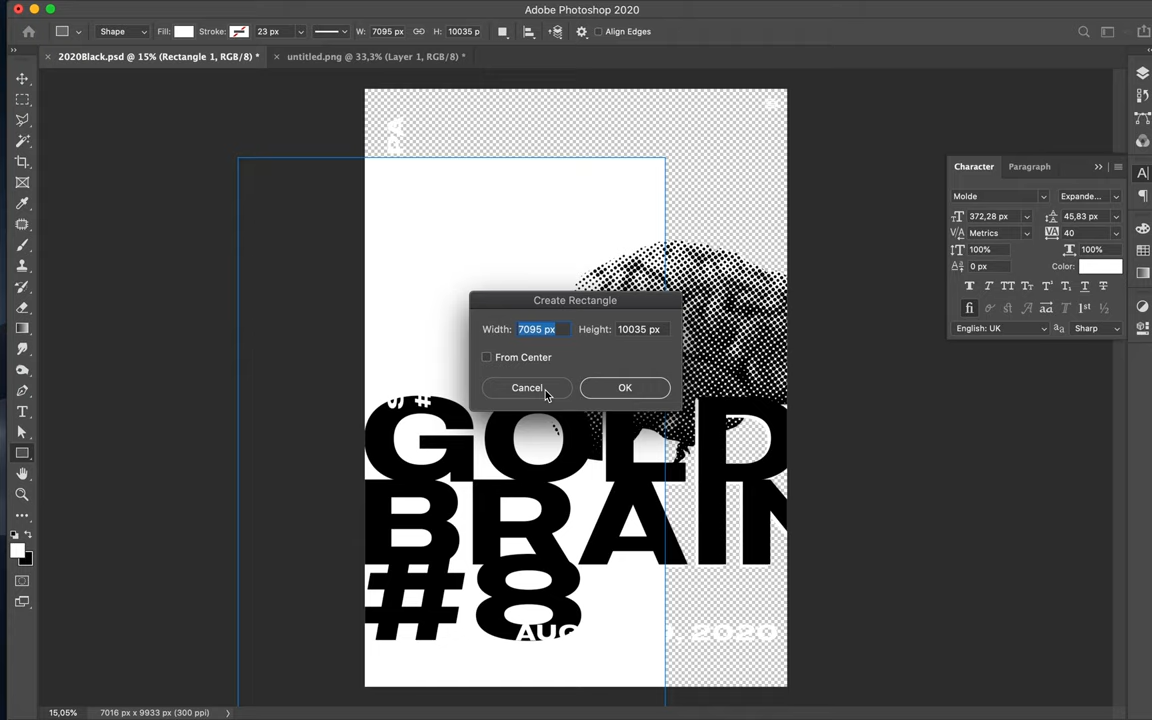 Adobe Photoshop 2020
Shape Fill: Stroke: 23 px W: 7095 px H: 10035 p Align Edges
2020Black.psd @ 15% (Rectangle 1, RGB/8) * untitled.png @ 33,3% (Layer 1, RGB/8) *
PA
Character Paragraph
Molde Expande...
372,28 px 45,83 px
Metrics 40
100% 100%
0 px Color:
English: UK Sharp
Create Rectangle
Width: 7095 px Height: 10035 px
From Center
Cancel OK
S #
GOLD
BRAIN
#8
AUG , 2020
15,05% 7016 px x 9933 px (300 ppi)